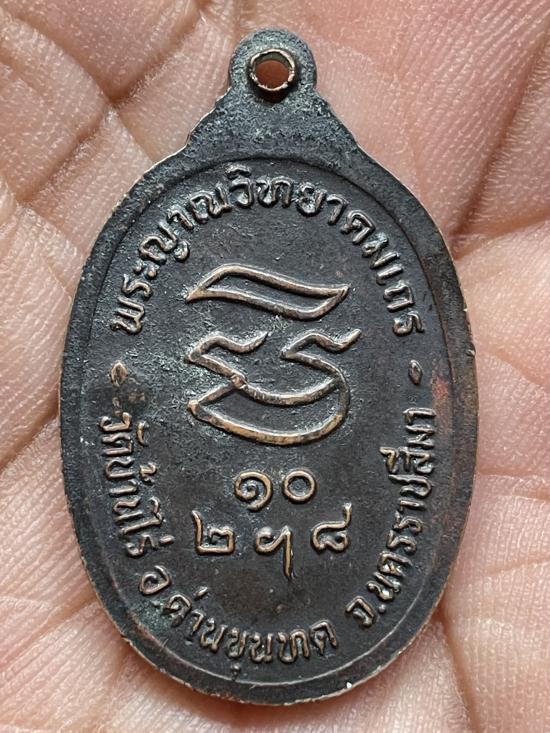 พระญาณวิทยาคมเถร
๑๐
๒ ฯ ๘
วัดบ้านไร่ อ.ด่านขุนทด จ.นครราชสีมา